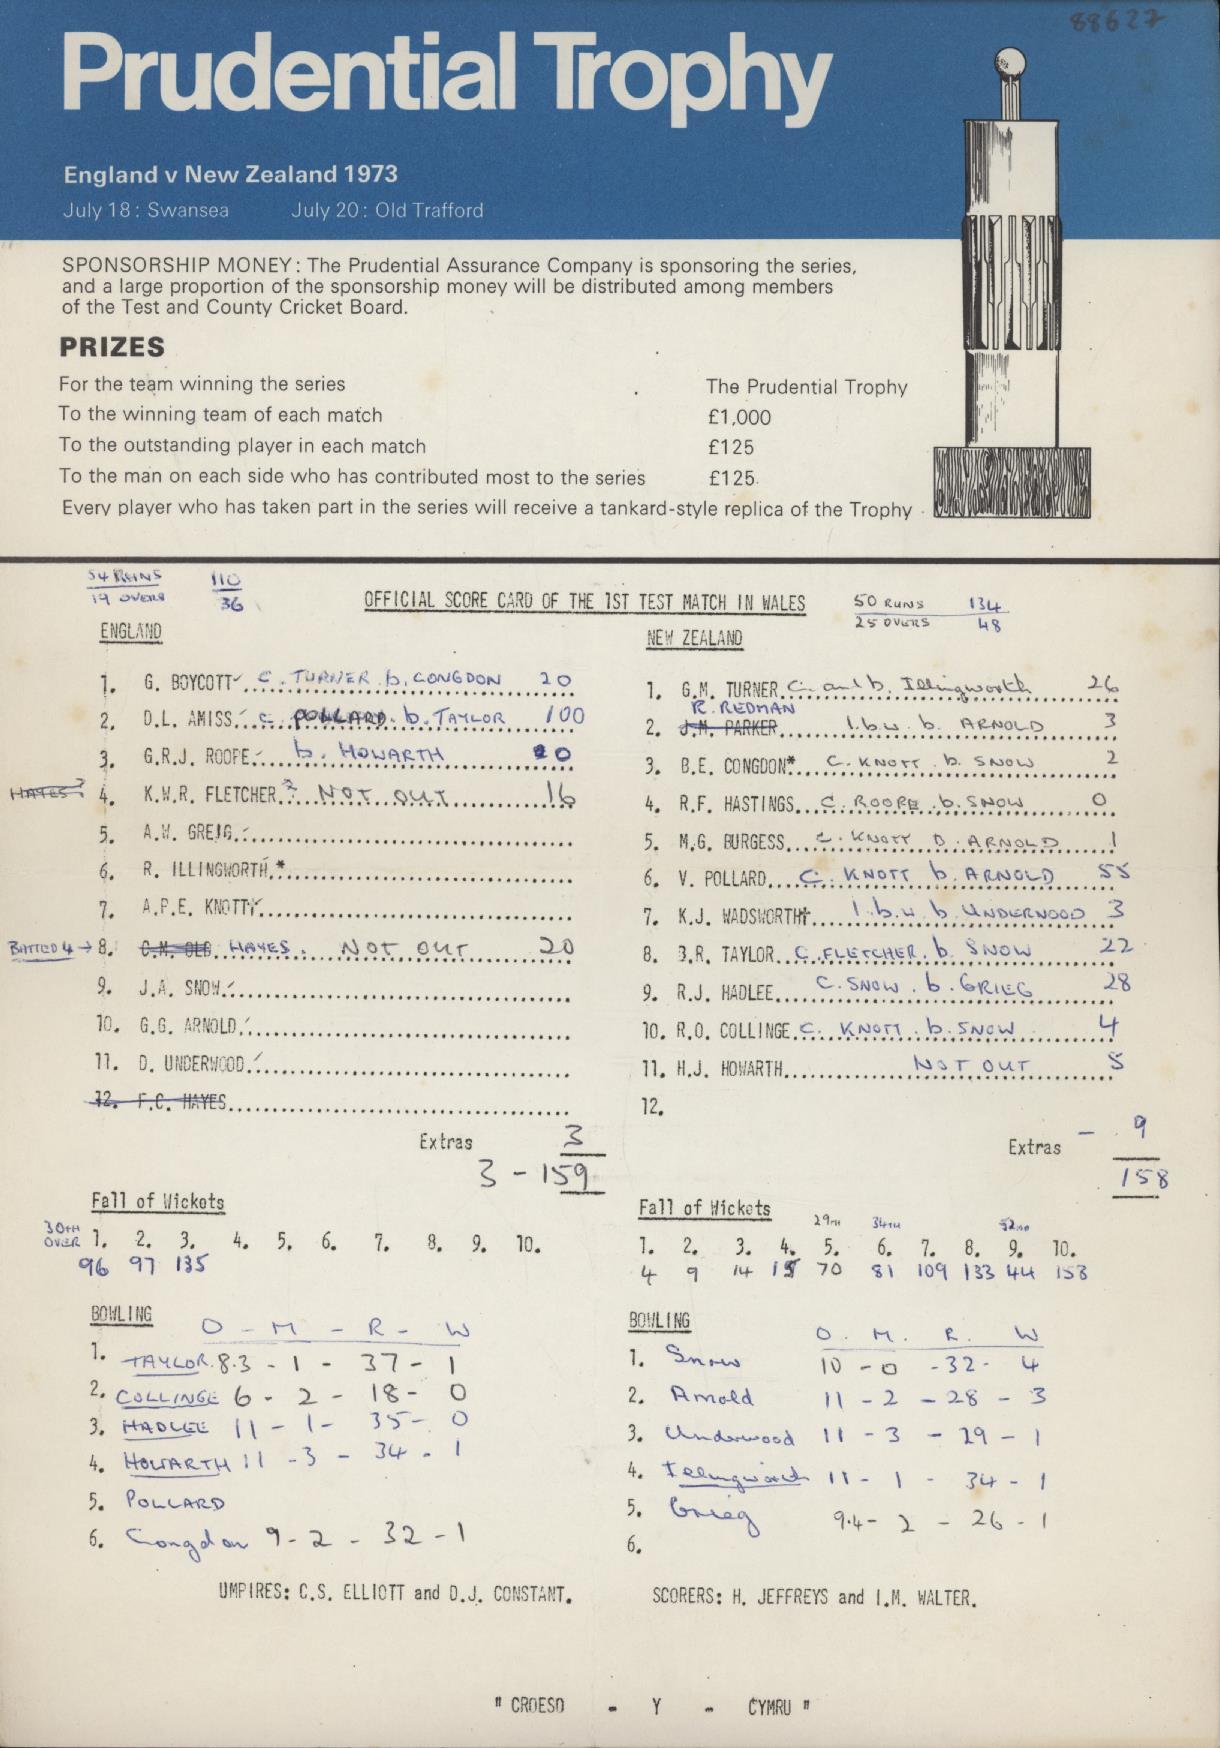 88627
Prudential Trophy
England v New Zealand 1973
July 18: Swansea July 20: Old Trafford
SPONSORSHIP MONEY: The Prudential Assurance Company is sponsoring the series,
and a large proportion of the sponsorship money will be distributed among members
of the Test and County Cricket Board.
PRIZES
For the team winning the series The Prudential Trophy
To the winning team of each match £1,000
To the outstanding player in each match £125
To the man on each side who has contributed most to the series £125.
Every player who has taken part in the series will receive a tankard-style replica of the Trophy
54 RUNS 110
19 OVERS 36
OFFICIAL SCORE CARD OF THE 1ST TEST MATCH IN WALES
50 RUNS 134
25 OVERS 48
ENGLAND
1. G. BOYCOTT C. TURNER b. CONGDON 20
2. D.L. AMISS C. POLLARD b. TAYLOR 100
3. G.R.J. ROOPE b. HOWARTH 0
HAYES? 4. K.W.R. FLETCHER ? NOT OUT 16
5. A.W. GREIG
6. R. ILLINGWORTH.*
7. A.P.E. KNOTT
BATTED 4 → 8. C.M. OLD HAYES. NOT OUT 20
9. J.A. SNOW
10. G.G. ARNOLD
11. D. UNDERWOOD
12. F.C. HAYES
Extras 3
3 - 159
NEW ZEALAND
1. G.M. TURNER C. and b. Illingworth 26
R. REDMAN
2. J.M. PARKER l.b.w. b. ARNOLD 3
3. B.E. CONGDON* C. KNOTT b. SNOW 2
4. R.F. HASTINGS C. ROOPE b. SNOW 0
5. M.G. BURGESS C. KNOTT B. ARNOLD 1
6. V. POLLARD C. KNOTT b. ARNOLD 55
7. K.J. WADSWORTH† l.b.w b. UNDERWOOD 3
8. B.R. TAYLOR C. FLETCHER. b. SNOW 22
9. R.J. HADLEE C. SNOW. b. GRIEG 28
10. R.O. COLLINGE C. KNOTT. b. SNOW 4
11. H.J. HOWARTH NOT OUT 5
12.
Extras - 9
158
Fall of Wickets
30TH OVER 1. 2. 3. 4. 5. 6. 7. 8. 9. 10.
96 97 135
Fall of Wickets
29TH 34TH 52ND
1. 2. 3. 4. 5. 6. 7. 8. 9. 10.
4 9 14 15 70 81 109 133 44 158
BOWLING
O - M - R - W
1. TAYLOR 8.3 - 1 - 37 - 1
2. COLLINGE 6 - 2 - 18 - 0
3. HADLEE 11 - 1 - 35 - 0
4. HOWARTH 11 - 3 - 34 - 1
5. POLLARD
6. Congdon 9 - 2 - 32 - 1
BOWLING
O. M. R. W
1. Snow 10 - 0 - 32 - 4
2. Arnold 11 - 2 - 28 - 3
3. Underwood 11 - 3 - 29 - 1
4. Illingworth 11 - 1 - 34 - 1
5. Grieg 9.4 - 2 - 26 - 1
6.
UMPIRES: C.S. ELLIOTT and D.J. CONSTANT.
SCORERS: H. JEFFREYS and I.M. WALTER.
" CROESO - Y - CYMRU "